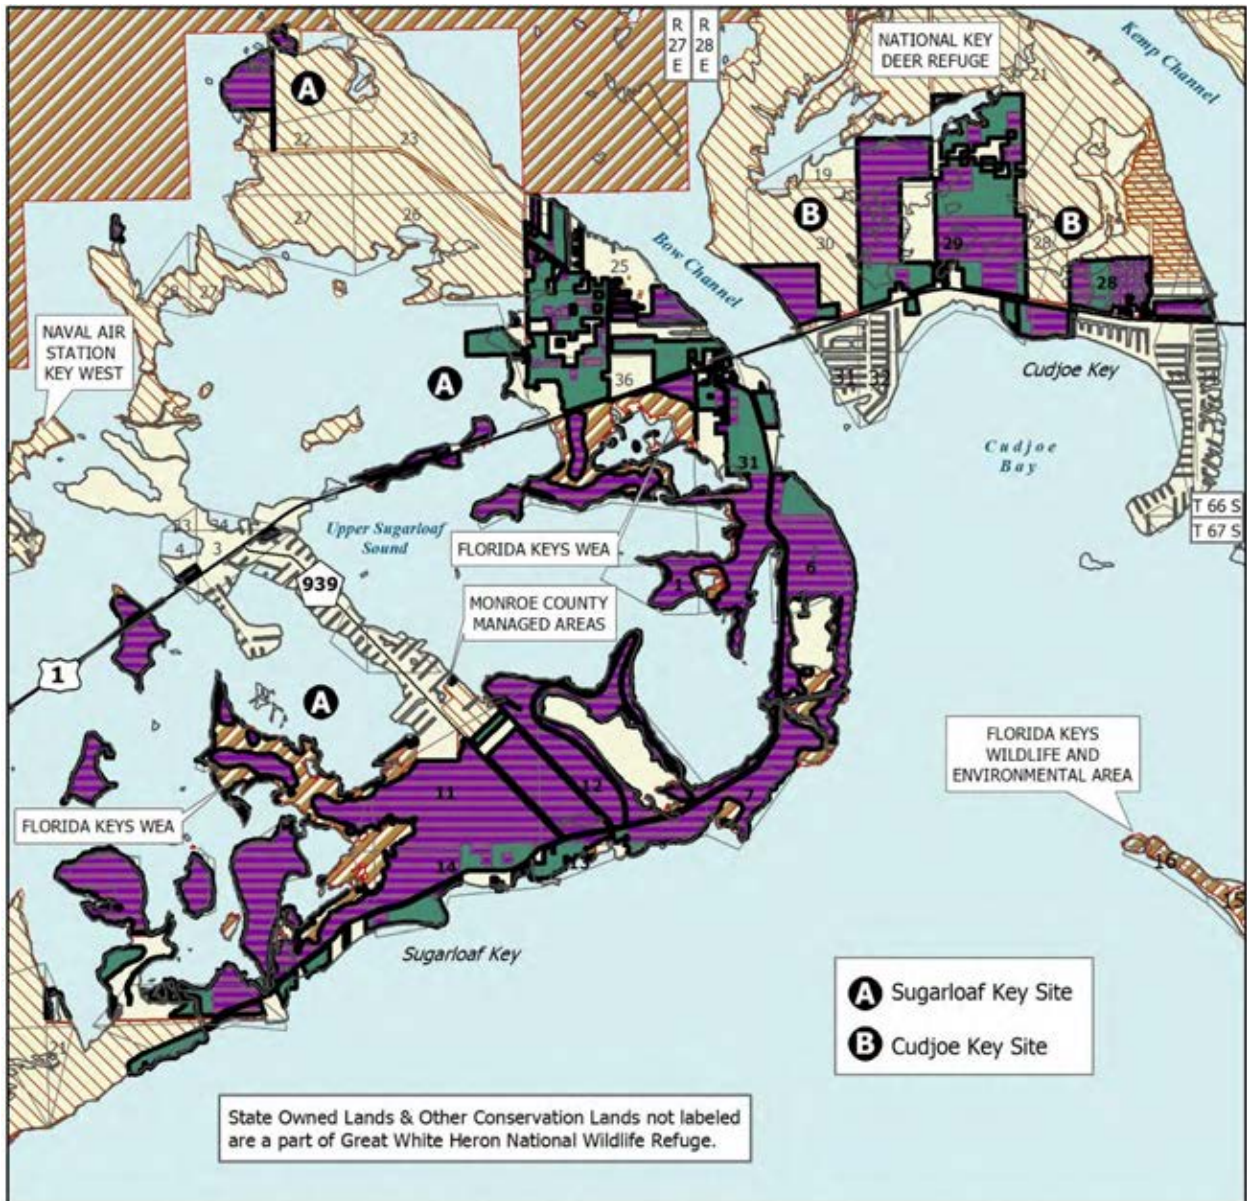 R
27
E
R
28
E
NATIONAL KEY
DEER REFUGE
Kemp Channel
21
A
22
23
19
B
30
29
28
B
27
26
25
Bow Channel
28
28
27
NAVAL AIR
STATION
KEY WEST
A
36
31
32
Cudjoe Key
Cudjoe
Bay
31
T 66 S
T 67 S
33
34
4
3
Upper Sugarloaf
Sound
FLORIDA KEYS WEA
939
1
6
MONROE COUNTY
MANAGED AREAS
1
A
FLORIDA KEYS
WILDLIFE AND
ENVIRONMENTAL AREA
11
12
7
FLORIDA KEYS WEA
14
13
16
15
Sugarloaf Key
A Sugarloaf Key Site
B Cudjoe Key Site
21
State Owned Lands & Other Conservation Lands not labeled
are a part of Great White Heron National Wildlife Refuge.